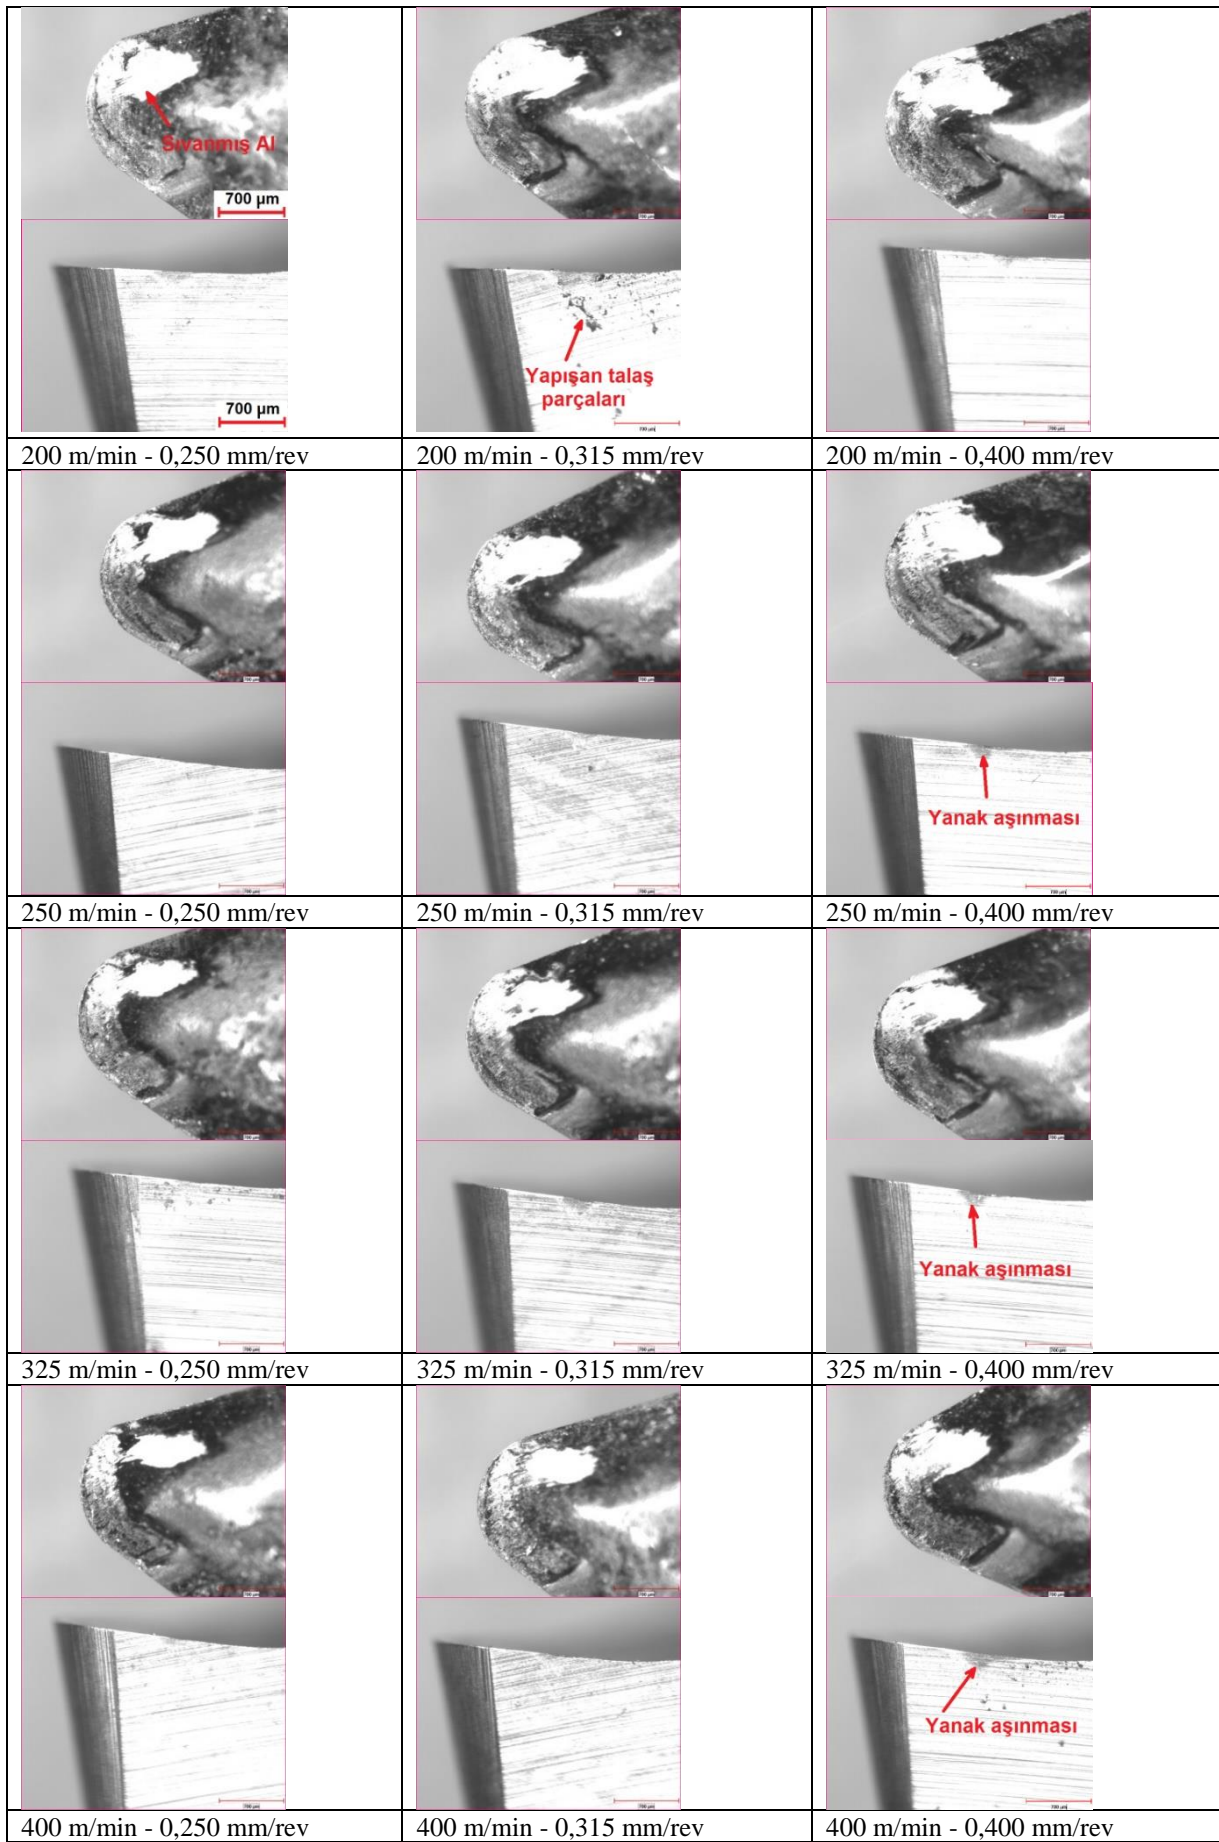 Sıvanmış Al
700 µm
700 µm
Yapışan talaş
parçaları
700 µm
200 m/min - 0,250 mm/rev
200 m/min - 0,315 mm/rev
200 m/min - 0,400 mm/rev
Yanak aşınması
250 m/min - 0,250 mm/rev
250 m/min - 0,315 mm/rev
250 m/min - 0,400 mm/rev
Yanak aşınması
325 m/min - 0,250 mm/rev
325 m/min - 0,315 mm/rev
325 m/min - 0,400 mm/rev
Yanak aşınması
400 m/min - 0,250 mm/rev
400 m/min - 0,315 mm/rev
400 m/min - 0,400 mm/rev